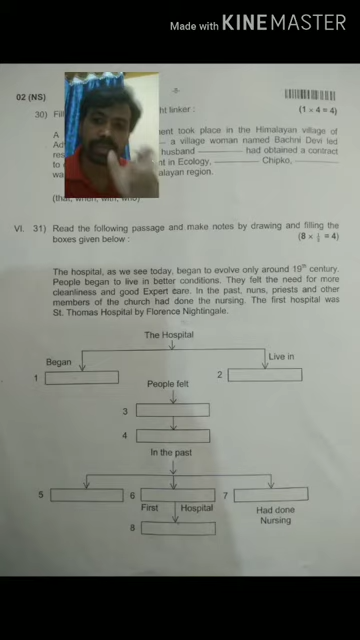 Made with KINEMASTER
-7-
02 (NS)
30) Fill ht linker : (1 × 4 = 4)
A ent took place in the Himalayan village of
Ad ______ a village woman named Bachni Devi led
res husband ______ had obtained a contract
to nt in Ecology, ______ Chipko, ______
wa alayan region.
(that, when, with, who)
VI. 31) Read the following passage and make notes by drawing and filling the
boxes given below : (8 × ½ = 4)
The hospital, as we see today, began to evolve only around 19th century.
People began to live in better conditions. They felt the need for more
cleanliness and good Expert care. In the past, nuns, priests and other
members of the church had done the nursing. The first hospital was
St. Thomas Hospital by Florence Nightingale.
The Hospital
Began Live in
1 2
People felt
3
4
In the past
5 6 7
First Hospital Had done
Nursing
8